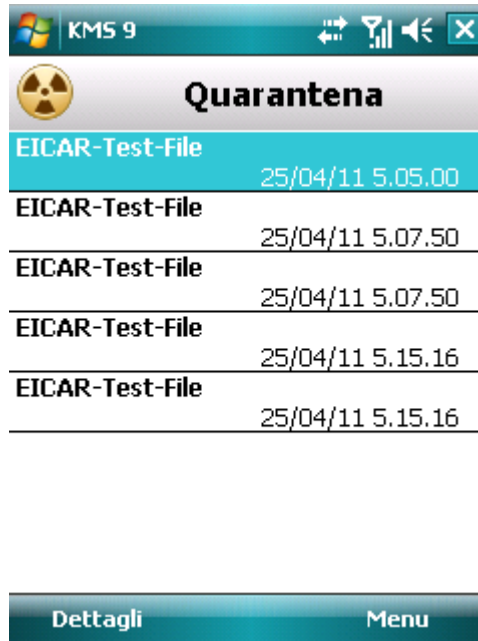 KMS 9
Quarantena
EICAR-Test-File
25/04/11 5.05.00
EICAR-Test-File
25/04/11 5.07.50
EICAR-Test-File
25/04/11 5.07.50
EICAR-Test-File
25/04/11 5.15.16
EICAR-Test-File
25/04/11 5.15.16
Dettagli Menu